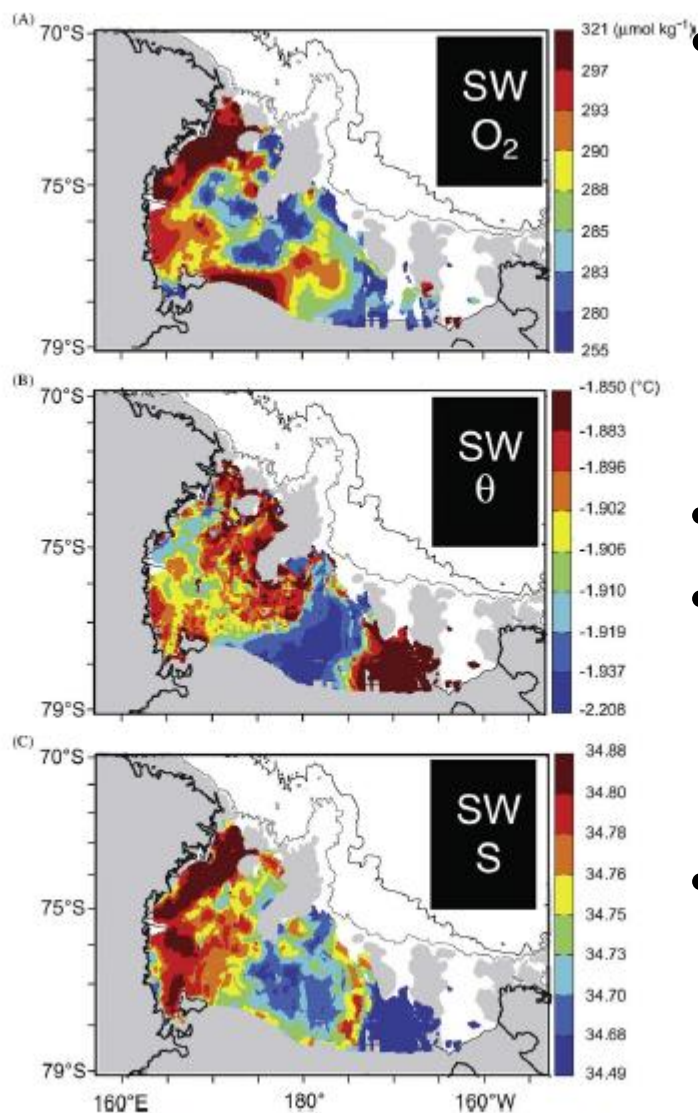 (A)
70°S
75°S
79°S
SW
O₂
321 (μmol kg⁻¹)
297
293
290
288
285
283
280
255
(B)
70°S
75°S
79°S
SW
θ
-1.850 (°C)
-1.883
-1.896
-1.902
-1.906
-1.910
-1.919
-1.937
-2.208
(C)
70°S
75°S
79°S
SW
S
34.88
34.80
34.78
34.76
34.75
34.73
34.70
34.68
34.49
160°E
180°
160°W